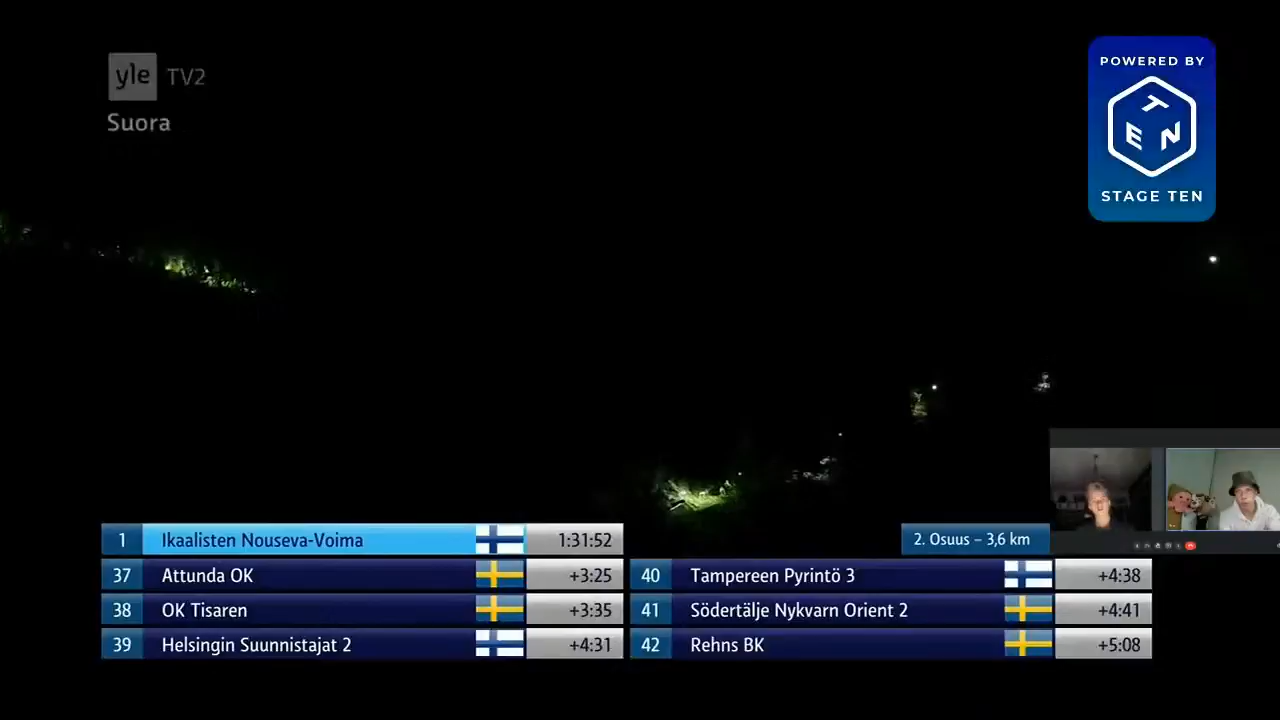 yle TV2
Suora
POWERED BY
TEN
STAGE TEN
1 Ikaalisten Nouseva-Voima 1:31:52
2. Osuus – 3,6 km
37 Attunda OK +3:25
38 OK Tisaren +3:35
39 Helsingin Suunnistajat 2 +4:31
40 Tampereen Pyrintö 3 +4:38
41 Södertälje Nykvarn Orient 2 +4:41
42 Rehns BK +5:08